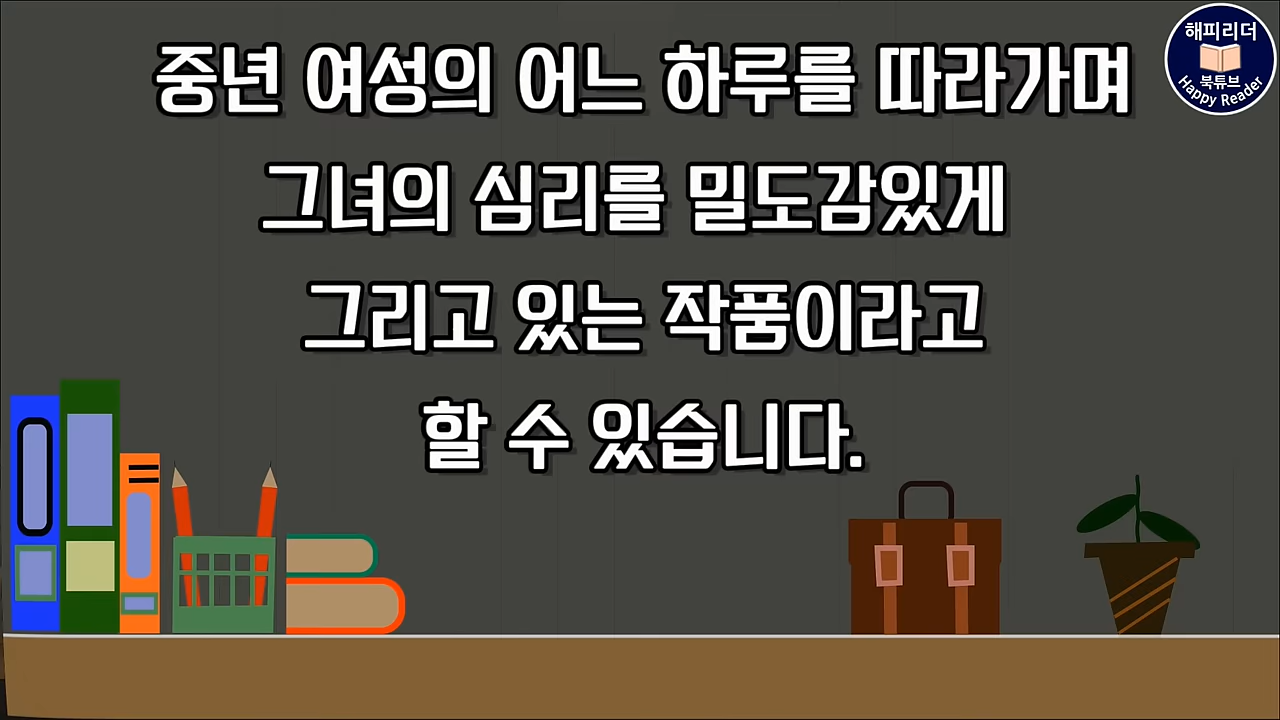 중년 여성의 어느 하루를 따라가며
그녀의 심리를 밀도감있게
그리고 있는 작품이라고
할 수 있습니다.
해피리더
북튜브
Happy Reader